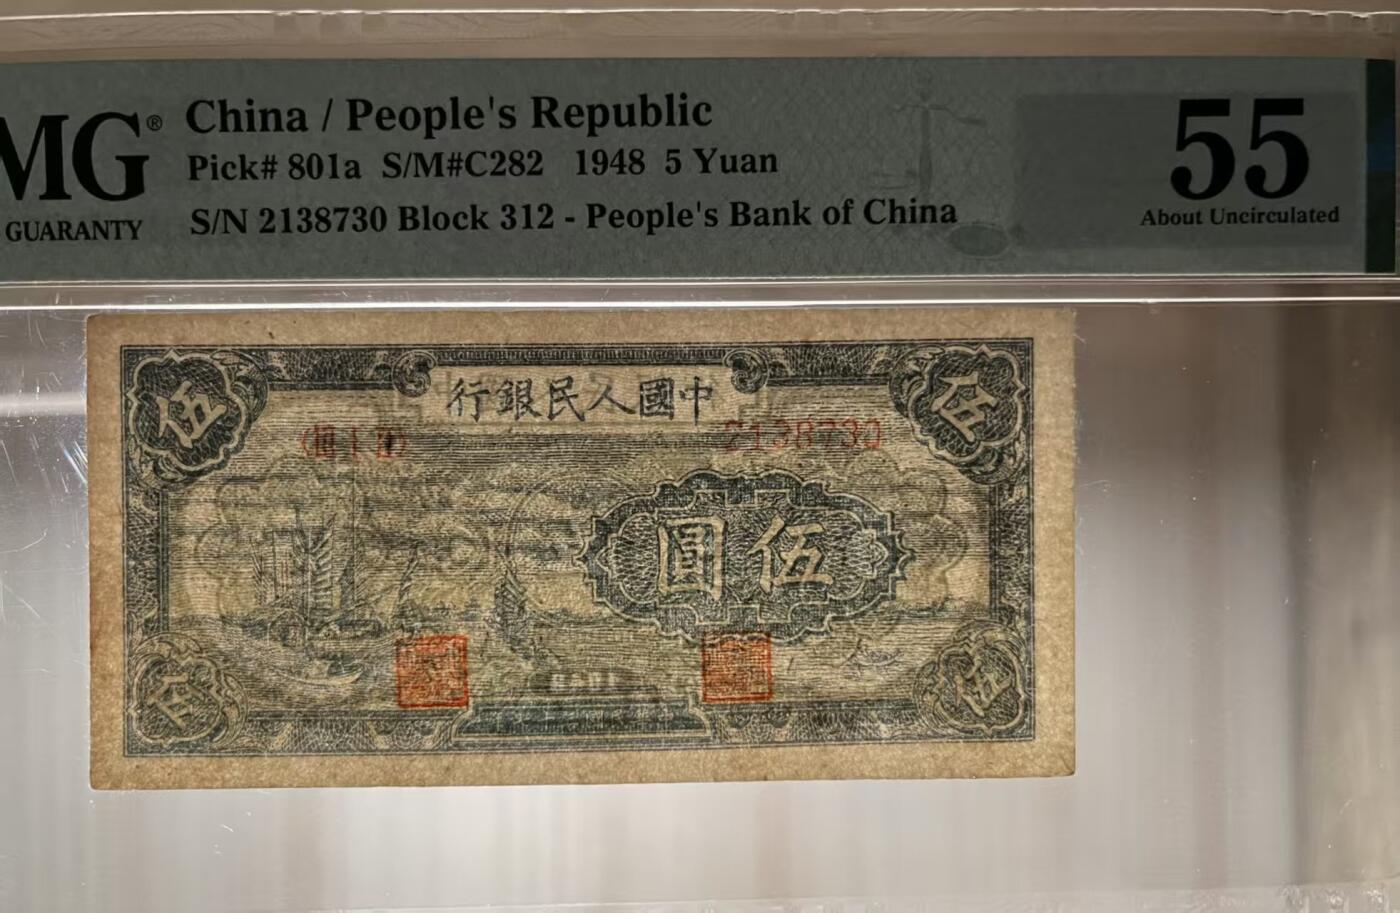 MG®
GUARANTY
China / People's Republic
Pick# 801a S/M#C282 1948 5 Yuan
S/N 2138730 Block 312 - People's Bank of China
55
About Uncirculated
伍
行銀民人國中
伍
2138730
圓伍
伍
伍